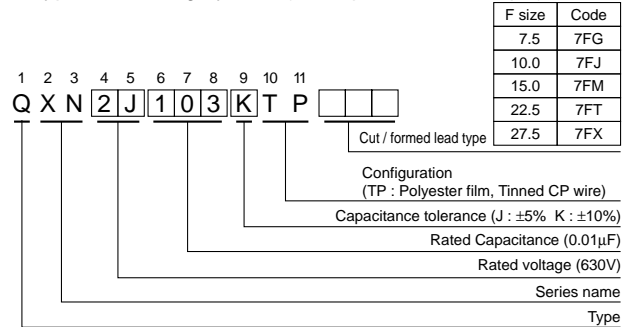 F size Code
7.5 7FG
10.0 7FJ
15.0 7FM
22.5 7FT
27.5 7FX
1 2 3 4 5 6 7 8 9 10 11
Q X N 2 J 1 0 3 K T P
Cut / formed lead type
Configuration
(TP : Polyester film, Tinned CP wire)
Capacitance tolerance (J : ±5% K : ±10%)
Rated Capacitance (0.01µF)
Rated voltage (630V)
Series name
Type